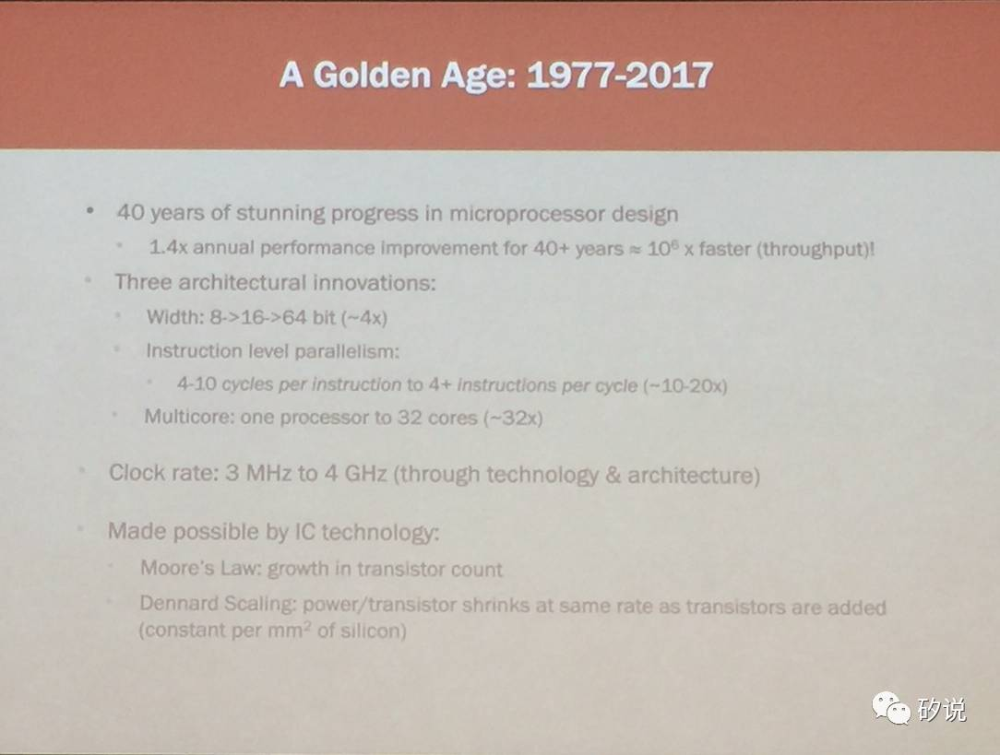 A Golden Age: 1977-2017
• 40 years of stunning progress in microprocessor design
• 1.4x annual performance improvement for 40+ years ≈ 10⁶ x faster (throughput)!
• Three architectural innovations:
• Width: 8->16->64 bit (~4x)
• Instruction level parallelism:
• 4-10 cycles per instruction to 4+ instructions per cycle (~10-20x)
• Multicore: one processor to 32 cores (~32x)
• Clock rate: 3 MHz to 4 GHz (through technology & architecture)
• Made possible by IC technology:
• Moore's Law: growth in transistor count
• Dennard Scaling: power/transistor shrinks at same rate as transistors are added
(constant per mm² of silicon)
矽说